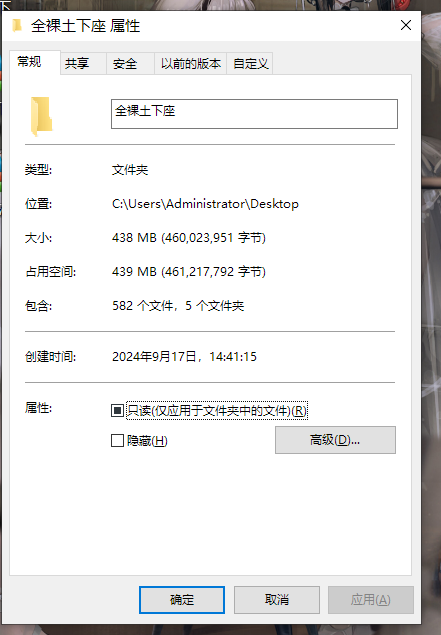 全裸土下座 属性
常规 共享 安全 以前的版本 自定义
全裸土下座
类型: 文件夹
位置: C:\Users\Administrator\Desktop
大小: 438 MB (460,023,951 字节)
占用空间: 439 MB (461,217,792 字节)
包含: 582 个文件，5 个文件夹
创建时间: 2024年9月17日，14:41:15
属性: 只读(仅应用于文件夹中的文件)(R)
隐藏(H) 高级(D)...
确定 取消 应用(A)